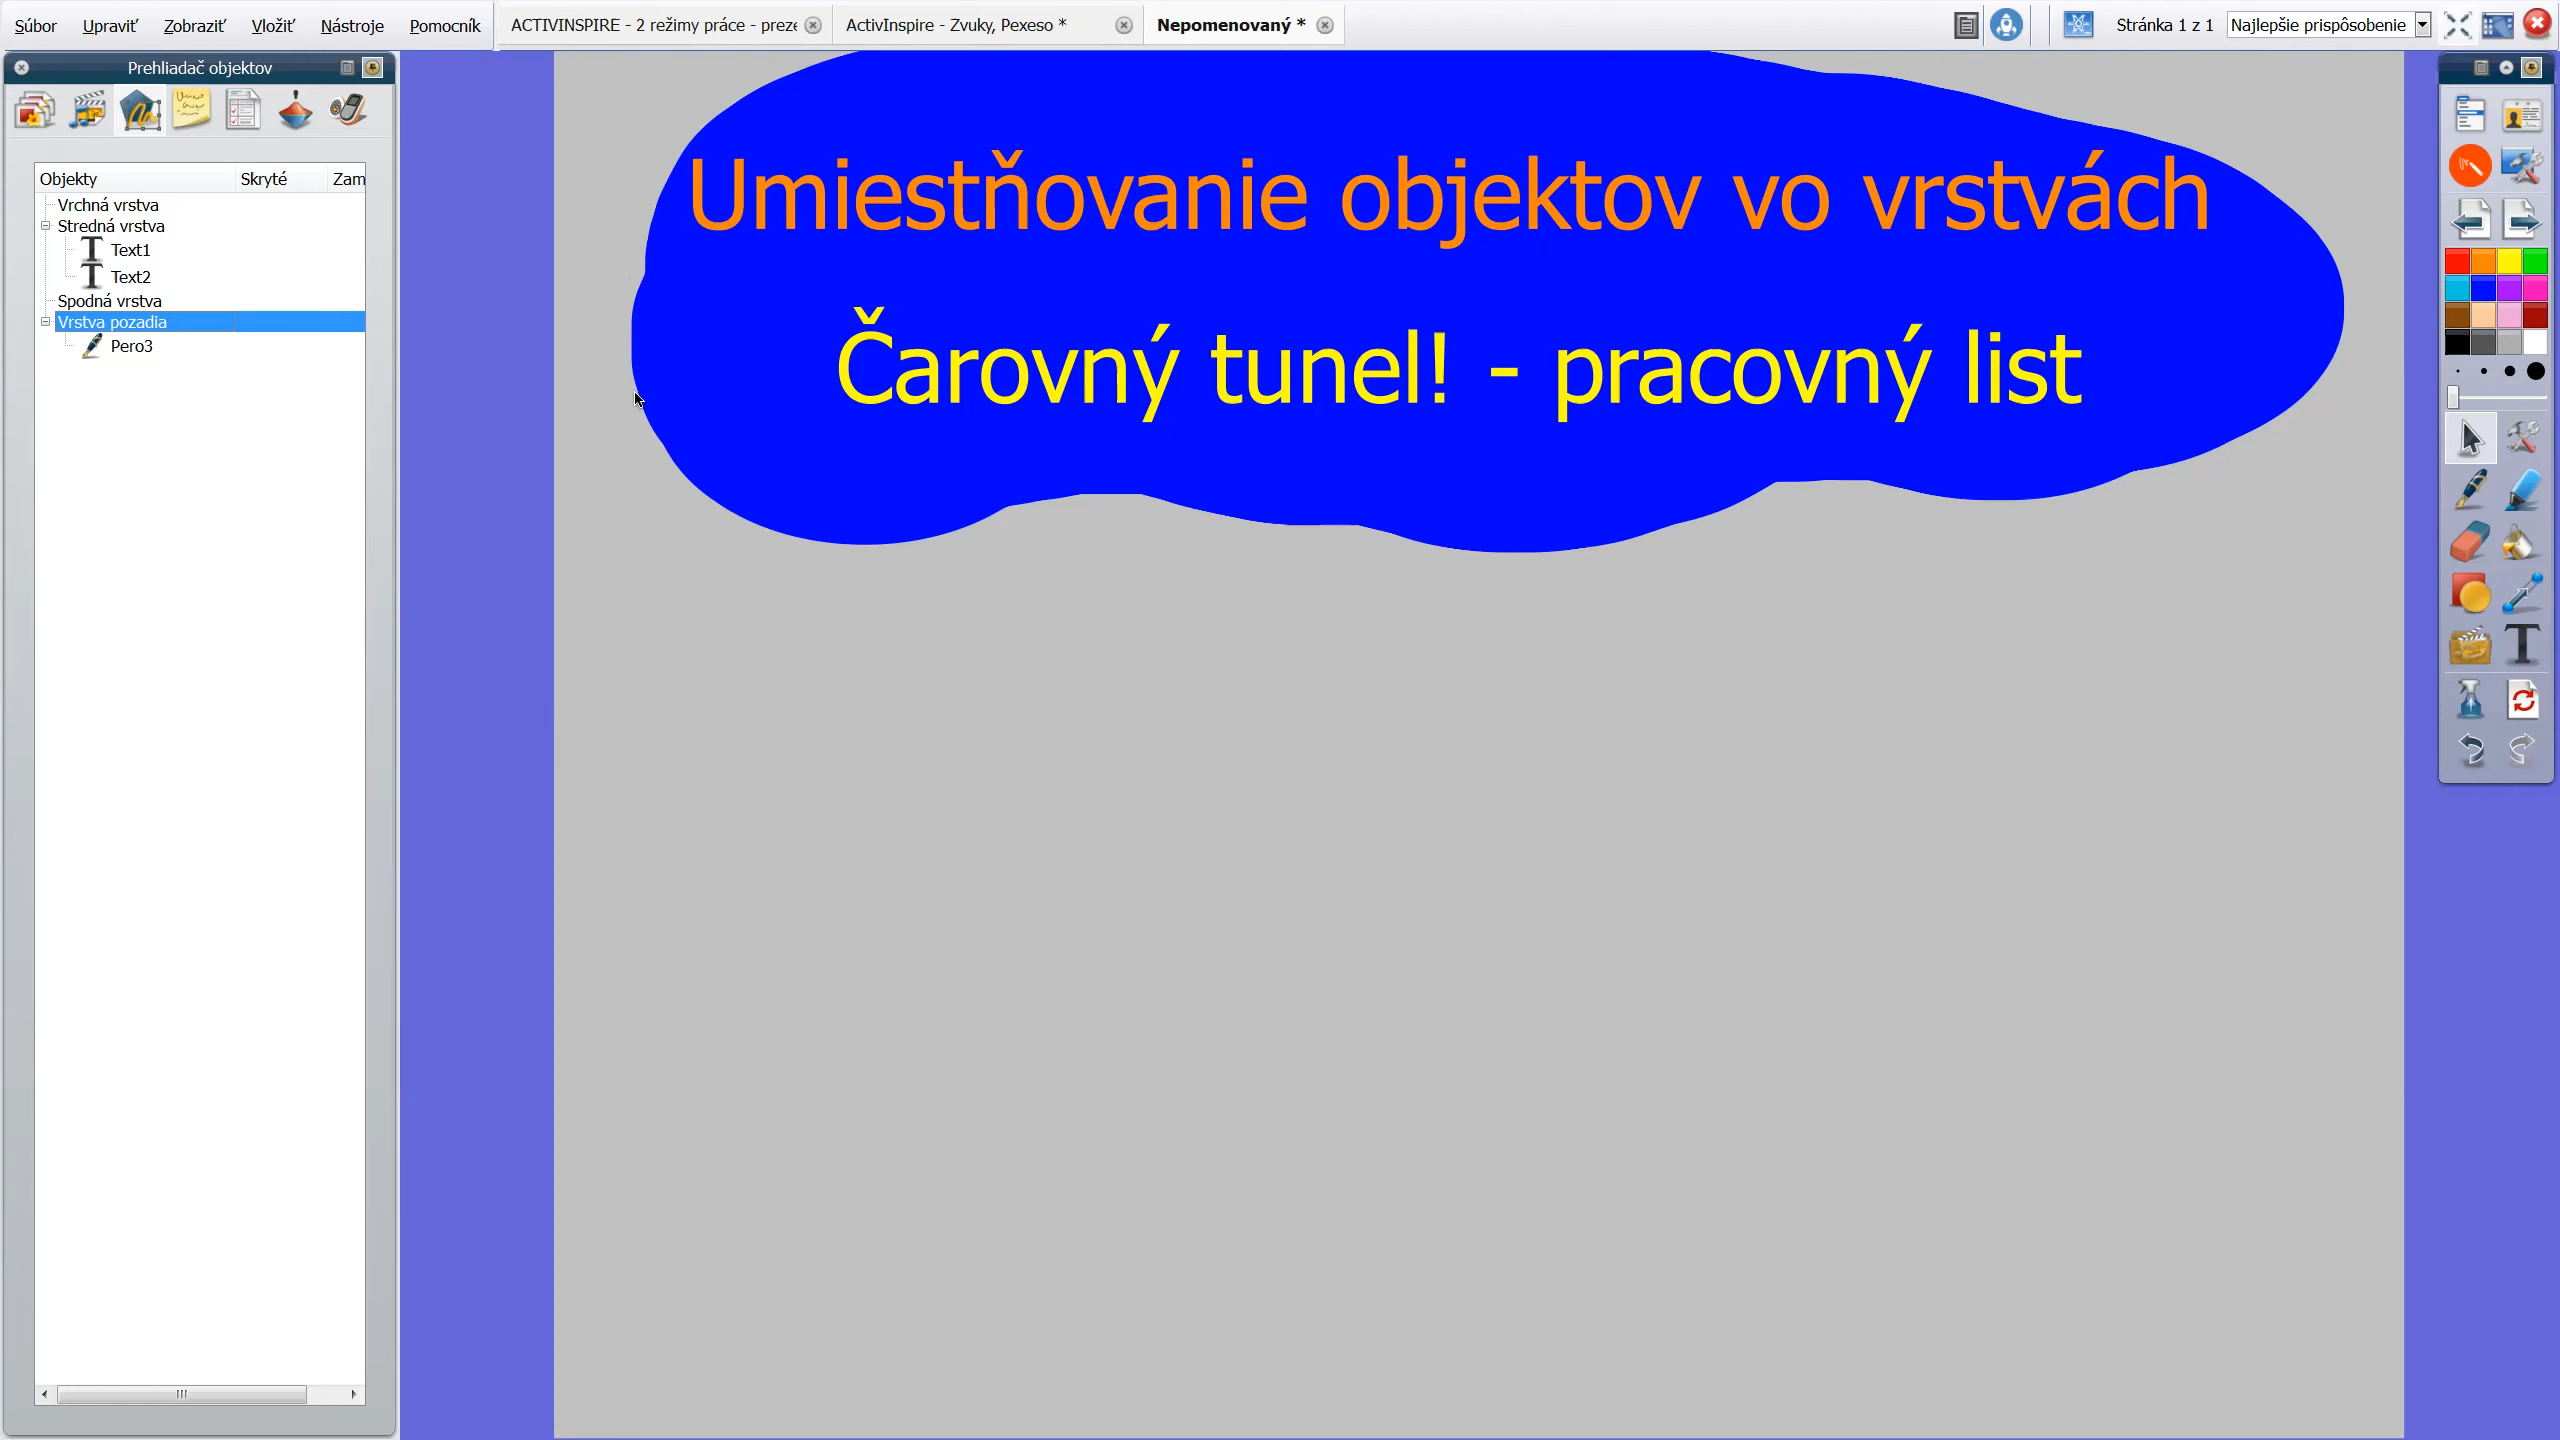 Súbor Upraviť Zobraziť Vložiť Nástroje Pomocník ACTIVINSPIRE - 2 režimy práce - preze ActivInspire - Zvuky, Pexeso * Nepomenovaný * Stránka 1 z 1 Najlepšie prispôsobenie
Prehliadač objektov
Objekty Skryté Zam
Vrchná vrstva
Stredná vrstva
Text1
Text2
Spodná vrstva
Vrstva pozadia
Pero3
Umiestňovanie objektov vo vrstvách
Čarovný tunel! - pracovný list